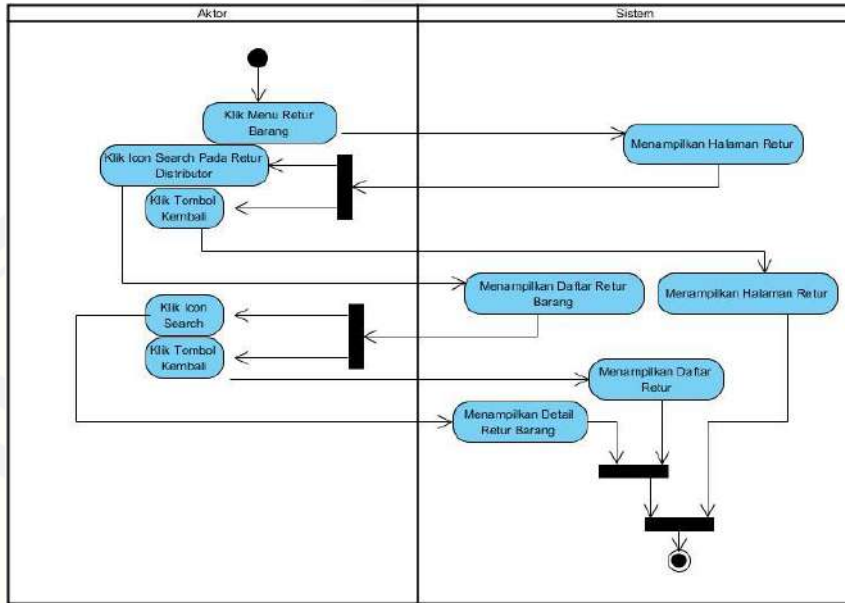 Aktor
Sistem
Klik Menu Retur
Barang
Menampilkan Halaman Retur
Klik Icon Search Pada Retur
Distributor
Klik Tombol
Kembali
Menampilkan Daftar Retur
Barang
Menampilkan Halaman Retur
Klik Icon
Search
Klik Tombol
Kembali
Menampilkan Daftar
Retur
Menampilkan Detail
Retur Barang